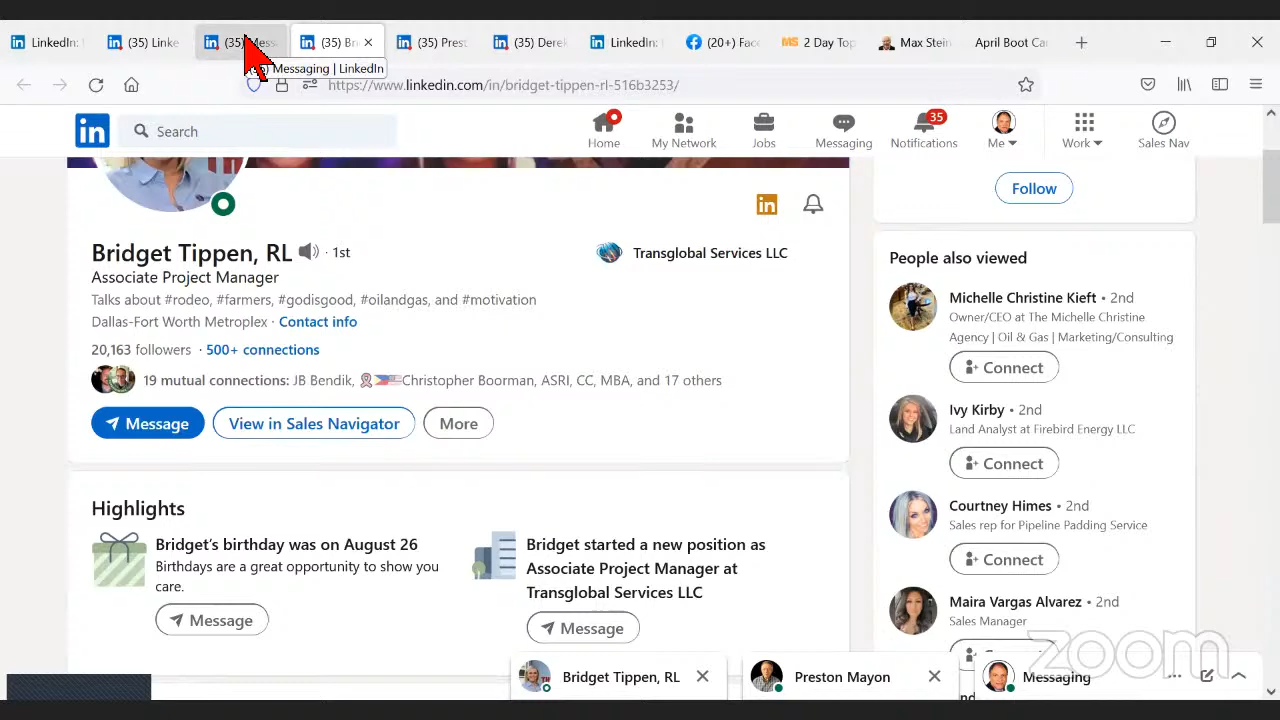 LinkedIn:
(35) Linke
(35) Mess
(35) Bri
(35) Prest
(35) Derek
LinkedIn:
(20+) Fac
MS 2 Day Top
Max Stein
April Boot Ca
Messaging | LinkedIn
https://www.linkedin.com/in/bridget-tippen-rl-516b3253/
in
Search
Home
My Network
Jobs
Messaging
35
Notifications
Me
Work
Sales Nav
Follow
in
Bridget Tippen, RL · 1st
Transglobal Services LLC
Associate Project Manager
Talks about #rodeo, #farmers, #godisgood, #oilandgas, and #motivation
Dallas-Fort Worth Metroplex · Contact info
20,163 followers · 500+ connections
19 mutual connections: JB Bendik, Christopher Boorman, ASRI, CC, MBA, and 17 others
Message
View in Sales Navigator
More
People also viewed
Michelle Christine Kieft • 2nd
Owner/CEO at The Michelle Christine
Agency | Oil & Gas | Marketing/Consulting
Connect
Ivy Kirby • 2nd
Land Analyst at Firebird Energy LLC
Connect
Courtney Himes • 2nd
Sales rep for Pipeline Padding Service
Connect
Maira Vargas Alvarez • 2nd
Sales Manager
Highlights
Bridget's birthday was on August 26
Birthdays are a great opportunity to show you
care.
Message
Bridget started a new position as
Associate Project Manager at
Transglobal Services LLC
Message
Bridget Tippen, RL
Preston Mayon
Messaging
zoom